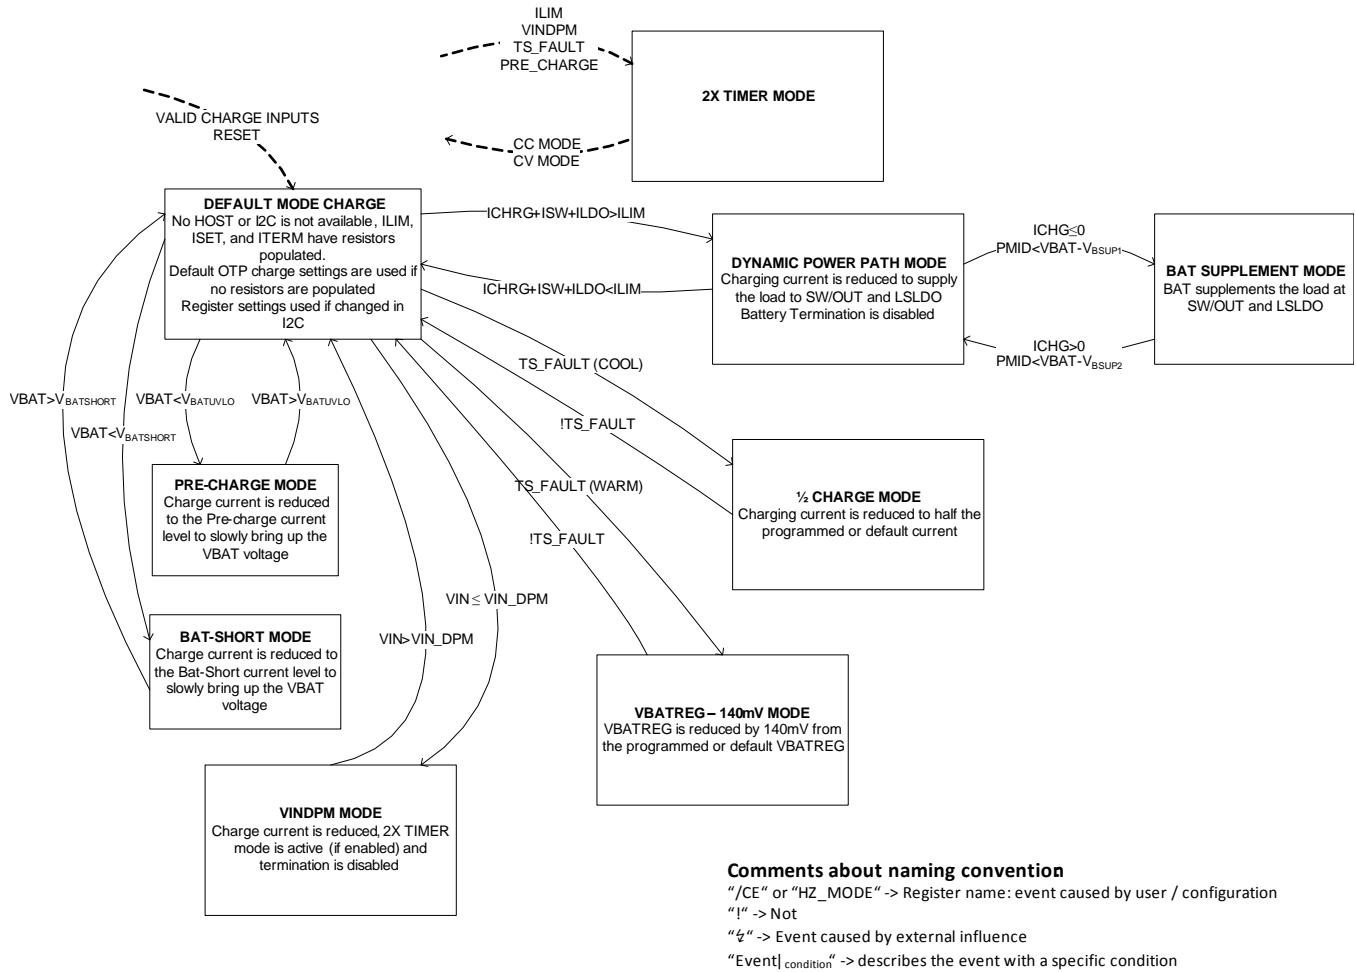 ILIM
VINDPM
TS_FAULT
PRE_CHARGE
2X TIMER MODE
VALID CHARGE INPUTS
RESET
CC MODE
CV MODE
DEFAULT MODE CHARGE
No HOST or I2C is not available, ILIM,
ISET, and ITERM have resistors
populated.
Default OTP charge settings are used if
no resistors are populated
Register settings used if changed in
I2C
ICHRG+ISW+ILDO>ILIM
ICHRG+ISW+ILDO<ILIM
DYNAMIC POWER PATH MODE
Charging current is reduced to supply
the load to SW/OUT and LSLDO
Battery Termination is disabled
ICHG≤0
PMID<VBAT-VBSUP1
ICHG>0
PMID<VBAT-VBSUP2
BAT SUPPLEMENT MODE
BAT supplements the load at
SW/OUT and LSLDO
TS_FAULT (COOL)
!TS_FAULT
VBAT>VBATSHORT
VBAT<VBATUVLO
VBAT>VBATUVLO
VBAT<VBATSHORT
PRE-CHARGE MODE
Charge current is reduced
to the Pre-charge current
level to slowly bring up the
VBAT voltage
TS_FAULT (WARM)
!TS_FAULT
½ CHARGE MODE
Charging current is reduced to half the
programmed or default current
VIN ≤ VIN_DPM
VIN>VIN_DPM
BAT-SHORT MODE
Charge current is reduced to
the Bat-Short current level to
slowly bring up the VBAT
voltage
VBATREG – 140mV MODE
VBATREG is reduced by 140mV from
the programmed or default VBATREG
VINDPM MODE
Charge current is reduced, 2X TIMER
mode is active (if enabled) and
termination is disabled
Comments about naming convention:
“/CE“ or “HZ_MODE“ -> Register name: event caused by user / configuration
“!“ -> Not
“↯“ -> Event caused by external influence
“Event| condition“ -> describes the event with a specific condition